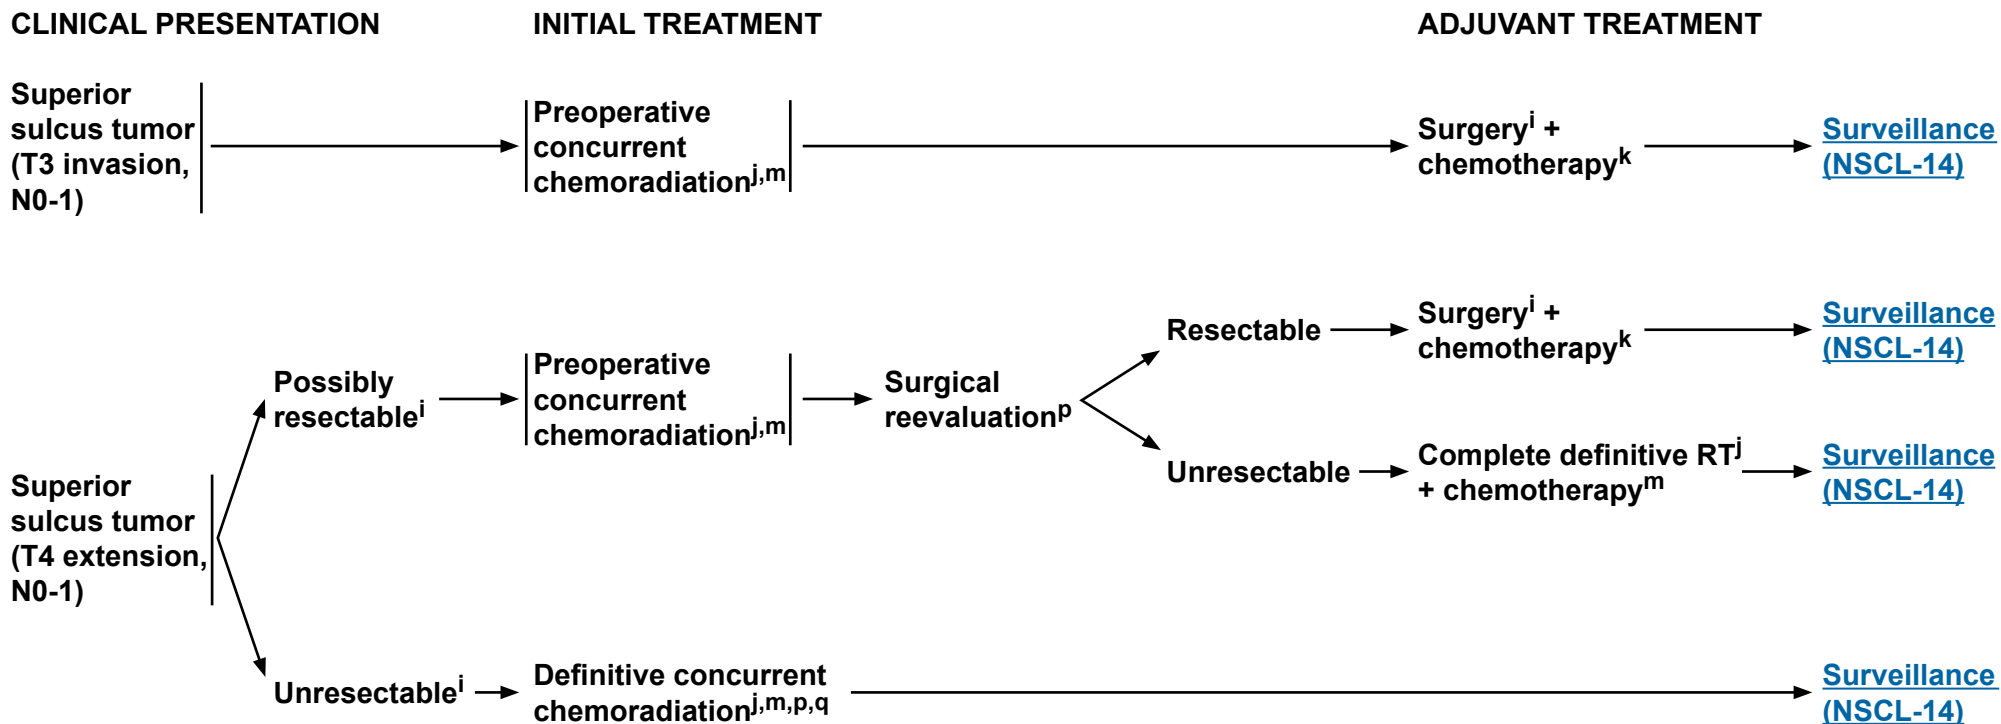 CLINICAL PRESENTATION
INITIAL TREATMENT
ADJUVANT TREATMENT
Superior
sulcus tumor
(T3 invasion,
N0-1)
Preoperative
concurrent
chemoradiationj,m
Surgeryi +
chemotherapyk
Surveillance
(NSCL-14)
Superior
sulcus tumor
(T4 extension,
N0-1)
Possibly
resectablei
Preoperative
concurrent
chemoradiationj,m
Surgical
reevaluationp
Resectable
Surgeryi +
chemotherapyk
Surveillance
(NSCL-14)
Unresectable
Complete definitive RTj
+ chemotherapym
Surveillance
(NSCL-14)
Unresectablei
Definitive concurrent
chemoradiationj,m,p,q
Surveillance
(NSCL-14)